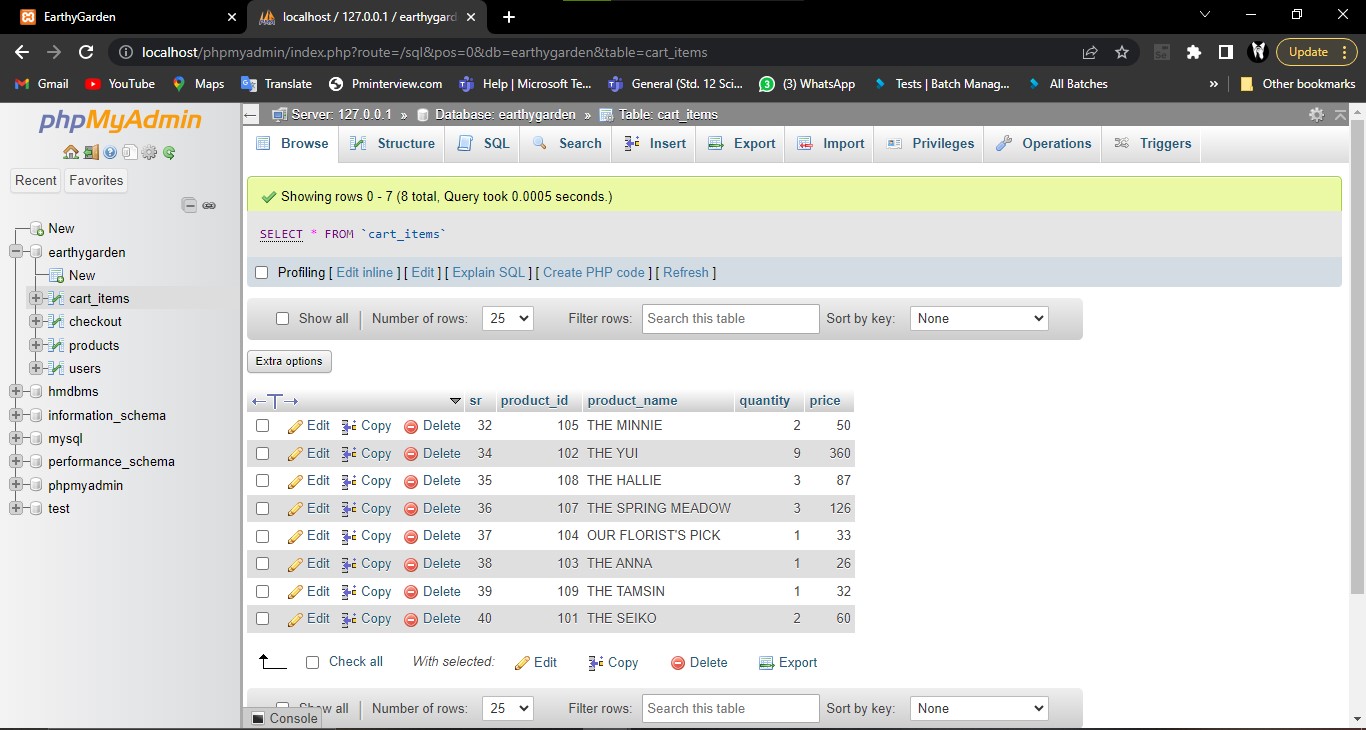 EarthyGarden
localhost / 127.0.0.1 / earthygard
localhost/phpmyadmin/index.php?route=/sql&pos=0&db=earthygarden&table=cart_items
Update
Gmail YouTube Maps Translate Pminterview.com Help | Microsoft Te... General (Std. 12 Sci... (3) WhatsApp Tests | Batch Manag... All Batches » Other bookmarks
phpMyAdmin
Recent Favorites
New
earthygarden
New
cart_items
checkout
products
users
hmdbms
information_schema
mysql
performance_schema
phpmyadmin
test
Server: 127.0.0.1 » Database: earthygarden » Table: cart_items
Browse Structure SQL Search Insert Export Import Privileges Operations Triggers
Showing rows 0 - 7 (8 total, Query took 0.0005 seconds.)
SELECT * FROM `cart_items`
Profiling [ Edit inline ] [ Edit ] [ Explain SQL ] [ Create PHP code ] [ Refresh ]
Show all Number of rows: 25 Filter rows: Search this table Sort by key: None
Extra options
sr product_id product_name quantity price
Edit Copy Delete 32 105 THE MINNIE 2 50
Edit Copy Delete 34 102 THE YUI 9 360
Edit Copy Delete 35 108 THE HALLIE 3 87
Edit Copy Delete 36 107 THE SPRING MEADOW 3 126
Edit Copy Delete 37 104 OUR FLORIST'S PICK 1 33
Edit Copy Delete 38 103 THE ANNA 1 26
Edit Copy Delete 39 109 THE TAMSIN 1 32
Edit Copy Delete 40 101 THE SEIKO 2 60
Check all With selected: Edit Copy Delete Export
Show all Number of rows: 25 Filter rows: Search this table Sort by key: None
Console